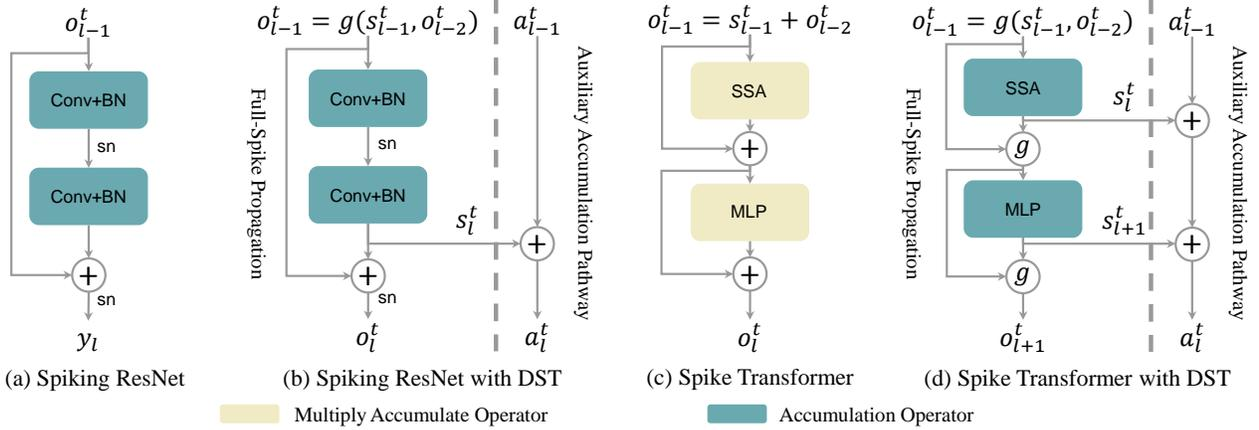 o_{l-1}^t
Conv+BN
sn
Conv+BN
+
sn
y_l
(a) Spiking ResNet
o_{l-1}^t = g(s_{l-1}^t, o_{l-2}^t)
a_{l-1}^t
Full-Spike Propagation
Conv+BN
sn
Conv+BN
s_l^t
+
+
sn
o_l^t
a_l^t
Auxiliary Accumulation Pathway
(b) Spiking ResNet with DST
o_{l-1}^t = s_{l-1}^t + o_{l-2}^t
SSA
+
MLP
+
o_l^t
(c) Spike Transformer
o_{l-1}^t = g(s_{l-1}^t, o_{l-2}^t)
a_{l-1}^t
Full-Spike Propagation
SSA
s_l^t
+
g
MLP
s_{l+1}^t
+
g
o_{l+1}^t
a_l^t
Auxiliary Accumulation Pathway
(d) Spike Transformer with DST
Multiply Accumulate Operator
Accumulation Operator